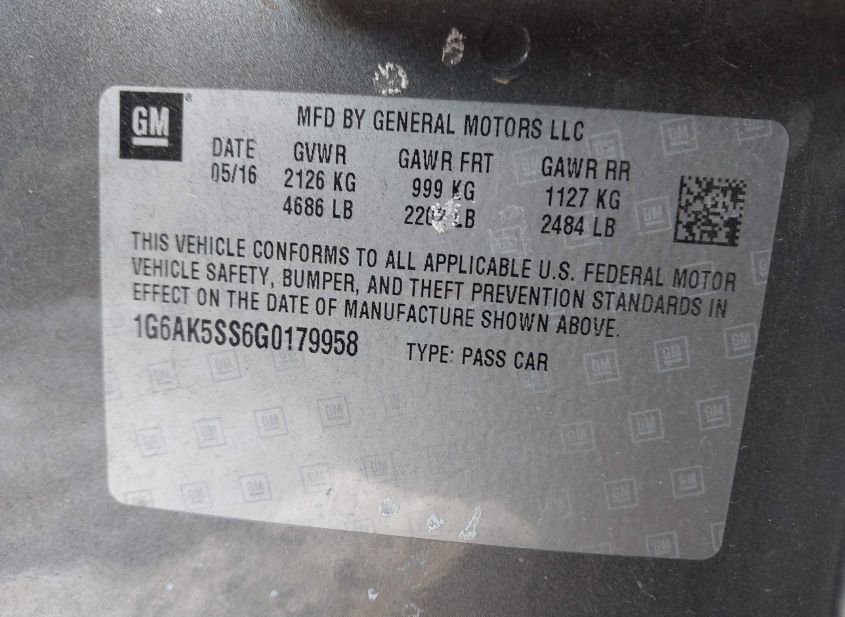 GM
MFD BY GENERAL MOTORS LLC
DATE GVWR GAWR FRT GAWR RR
05/16 2126 KG 999 KG 1127 KG
4686 LB LB 2484 LB
THIS VEHICLE CONFORMS TO ALL APPLICABLE U.S. FEDERAL MOTOR
VEHICLE SAFETY, BUMPER, AND THEFT PREVENTION STANDARDS IN
EFFECT ON THE DATE OF MANUFACTURE SHOWN ABOVE.
1G6AK5SS6G0179958 TYPE: PASS CAR